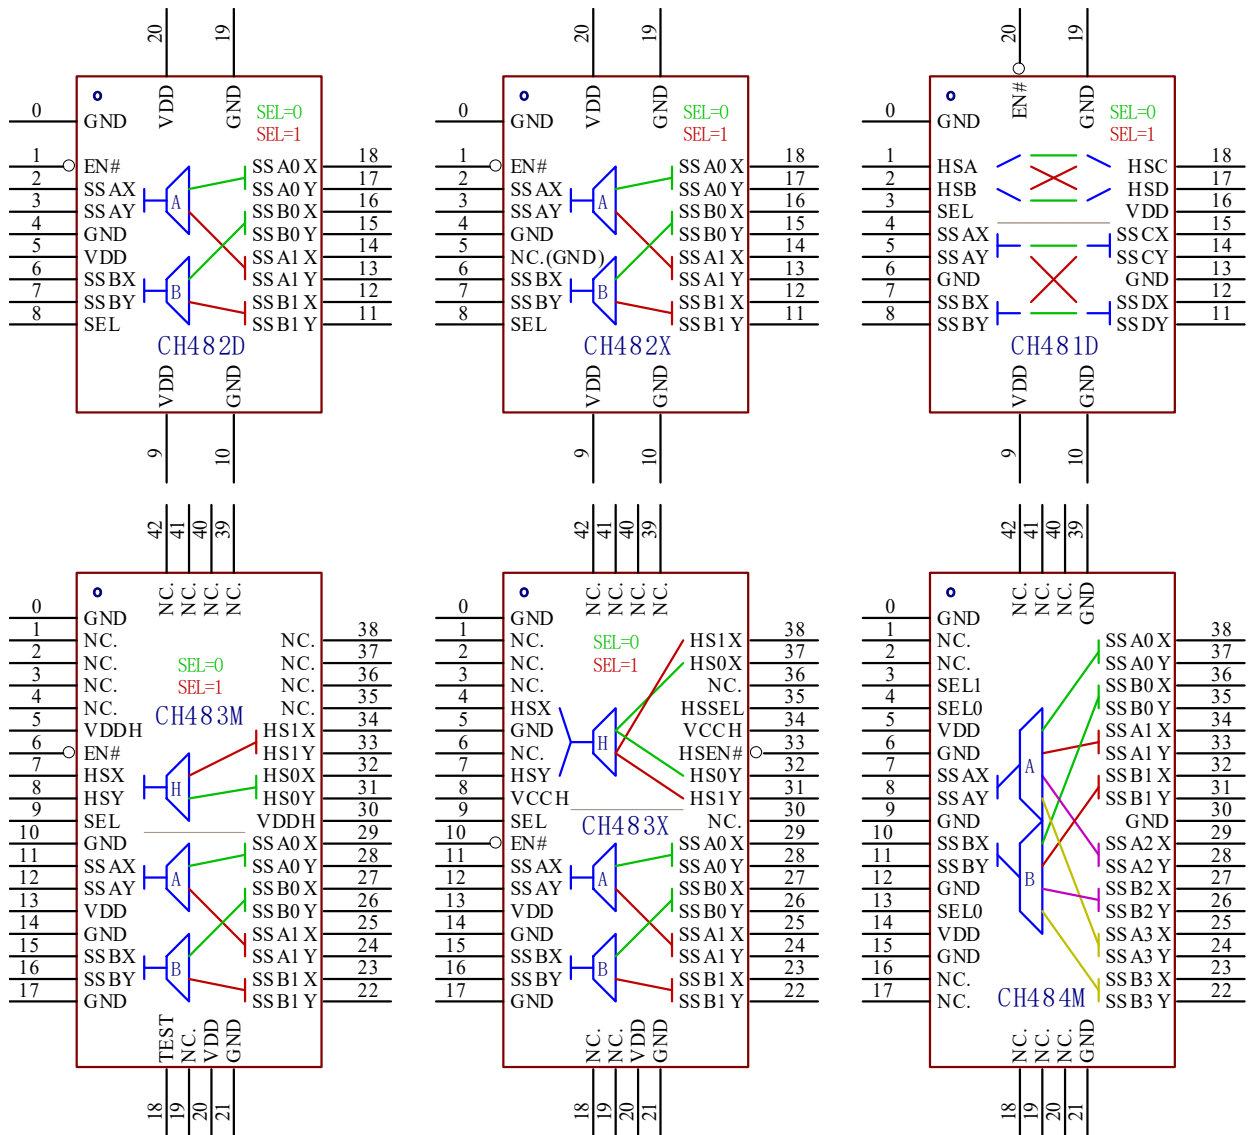 20 19
VDD GND
SEL=0
SEL=1
0 GND
1 EN#
2 SSAX
3 SSAY
4 GND
5 VDD
6 SSBX
7 SSBY
8 SEL
SSA0X 18
SSA0Y 17
SSB0X 16
SSB0Y 15
SSA1X 14
SSA1Y 13
SSB1X 12
SSB1Y 11
A
B
CH482D
VDD GND
9 10
20 19
VDD GND
SEL=0
SEL=1
0 GND
1 EN#
2 SSAX
3 SSAY
4 GND
5 NC.(GND)
6 SSBX
7 SSBY
8 SEL
SSA0X 18
SSA0Y 17
SSB0X 16
SSB0Y 15
SSA1X 14
SSA1Y 13
SSB1X 12
SSB1Y 11
A
B
CH482X
VDD GND
9 10
20 19
EN# GND
SEL=0
SEL=1
0 GND
1 HSA
2 HSB
3 SEL
4 SSAX
5 SSAY
6 GND
7 SSBX
8 SSBY
HSC 18
HSD 17
VDD 16
SSCX 15
SSCY 14
GND 13
SSDX 12
SSDY 11
CH481D
VDD GND
9 10
42 41 40 39
NC. NC. NC. NC.
0 GND
1 NC.
2 NC.
3 NC.
4 NC.
5 VDDH
6 EN#
7 HSX
8 HSY
9 SEL
10 GND
11 SSAX
12 SSAY
13 VDD
14 GND
15 SSBX
16 SSBY
17 GND
SEL=0
SEL=1
CH483M
H
A
B
NC. 38
NC. 37
NC. 36
NC. 35
HS1X 34
HS1Y 33
HS0X 32
HS0Y 31
VDDH 30
SSA0X 29
SSA0Y 28
SSB0X 27
SSB0Y 26
SSA1X 25
SSA1Y 24
SSB1X 23
SSB1Y 22
TEST NC. VDD GND
18 19 20 21
42 41 40 39
NC. NC. NC. NC.
0 GND
1 NC.
2 NC.
3 NC.
4 HSX
5 GND
6 NC.
7 HSY
8 VCCH
9 SEL
10 EN#
11 SSAX
12 SSAY
13 VDD
14 GND
15 SSBX
16 SSBY
17 GND
SEL=0
SEL=1
H
CH483X
A
B
HS1X 38
HS0X 37
NC. 36
HSSEL 35
VCCH 34
HSEN# 33
HS0Y 32
HS1Y 31
NC. 30
SSA0X 29
SSA0Y 28
SSB0X 27
SSB0Y 26
SSA1X 25
SSA1Y 24
SSB1X 23
SSB1Y 22
NC. NC. VDD GND
18 19 20 21
42 41 40 39
NC. NC. NC. GND
0 GND
1 NC.
2 NC.
3 SEL1
4 SEL0
5 VDD
6 GND
7 SSAX
8 SSAY
9 GND
10 SSBX
11 SSBY
12 GND
13 SEL0
14 VDD
15 GND
16 NC.
17 NC.
A
B
CH484M
SSA0X 38
SSA0Y 37
SSB0X 36
SSB0Y 35
SSA1X 34
SSA1Y 33
SSB1X 32
SSB1Y 31
GND 30
SSA2X 29
SSA2Y 28
SSB2X 27
SSB2Y 26
SSA3X 25
SSA3Y 24
SSB3X 23
SSB3Y 22
NC. NC. NC. GND
18 19 20 21